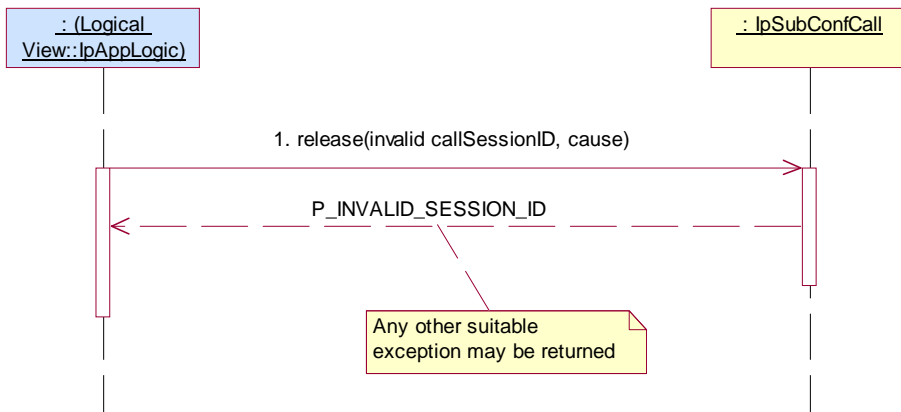 : (Logical
View::IpAppLogic)
: IpSubConfCall
1. release(invalid callSessionID, cause)
P_INVALID_SESSION_ID
Any other suitable
exception may be returned